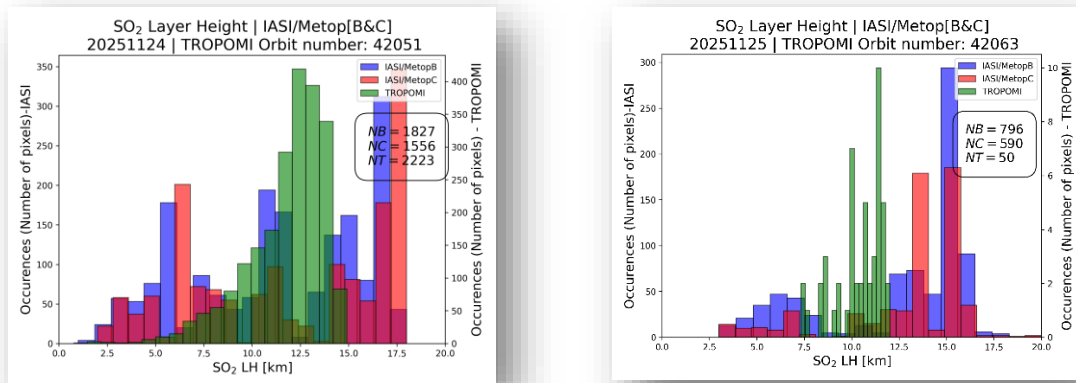 SO₂ Layer Height | IASI/Metop[B&C]
20251124 | TROPOMI Orbit number: 42051
IASI/MetopB
IASI/MetopC
TROPOMI
NB = 1827
NC = 1556
NT = 2223
Occurences (Number of pixels)-IASI
350
300
250
200
150
100
50
0
Occurences (Number of pixels) - TROPOMI
400
350
300
250
200
150
100
50
0
0.0 2.5 5.0 7.5 10.0 12.5 15.0 17.5 20.0
SO₂ LH [km]
SO₂ Layer Height | IASI/Metop[B&C]
20251125 | TROPOMI Orbit number: 42063
IASI/MetopB
IASI/MetopC
TROPOMI
NB = 796
NC = 590
NT = 50
Occurences (Number of pixels)-IASI
300
250
200
150
100
50
0
Occurences (Number of pixels) - TROPOMI
10
8
6
4
2
0
0.0 2.5 5.0 7.5 10.0 12.5 15.0 17.5 20.0
SO₂ LH [km]